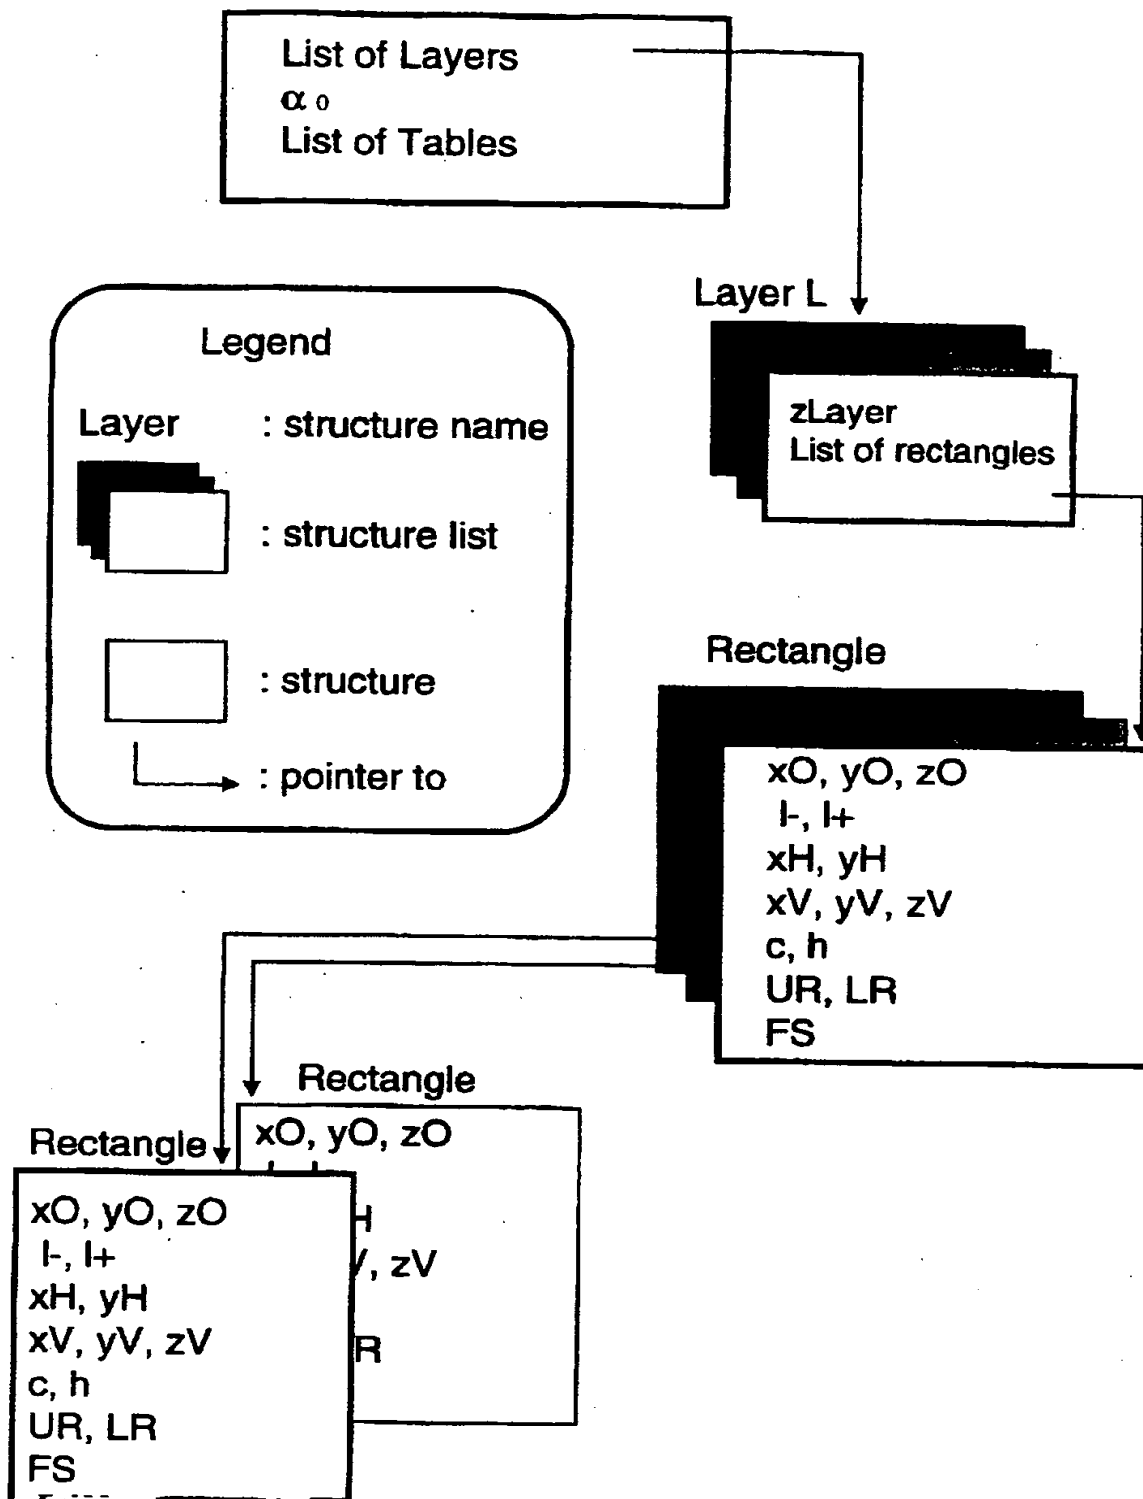 List of Layers
α0
List of Tables
Layer L
zLayer
List of rectangles
Legend
Layer : structure name
: structure list
: structure
: pointer to
Rectangle
xO, yO, zO
l-, l+
xH, yH
xV, yV, zV
c, h
UR, LR
FS
Rectangle
xO, yO, zO
H
V, zV
R
Rectangle
xO, yO, zO
l-, l+
xH, yH
xV, yV, zV
c, h
UR, LR
FS